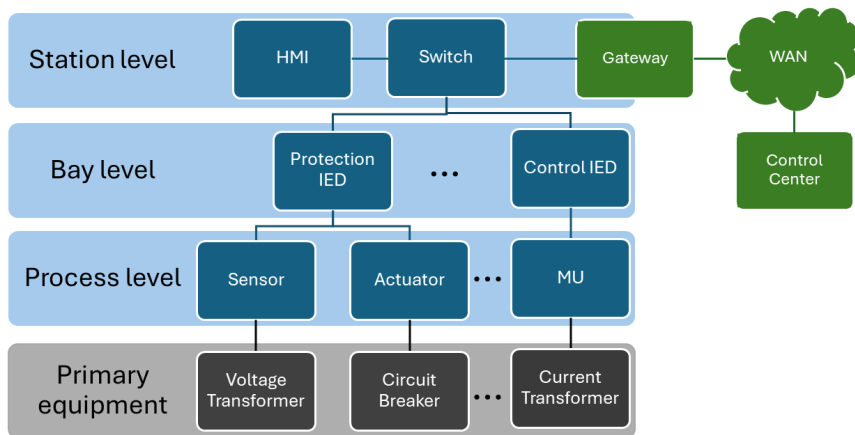 Station level
HMI
Switch
Gateway
WAN
Bay level
Protection
IED
...
Control IED
Control
Center
Process level
Sensor
Actuator
...
MU
Primary
equipment
Voltage
Transformer
Circuit
Breaker
...
Current
Transformer